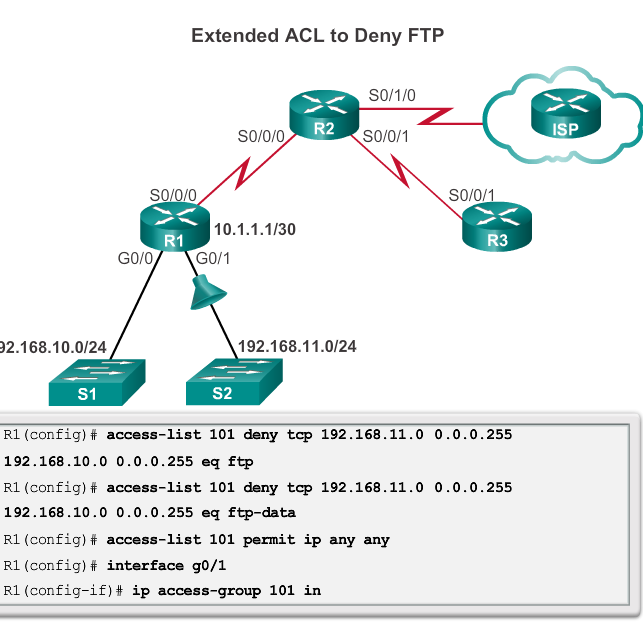 Extended ACL to Deny FTP
S0/1/0
R2
ISP
S0/0/0
S0/0/1
S0/0/0
S0/0/1
10.1.1.1/30
R1
R3
G0/0
G0/1
92.168.10.0/24
192.168.11.0/24
S1
S2
R1(config)# access-list 101 deny tcp 192.168.11.0 0.0.0.255
192.168.10.0 0.0.0.255 eq ftp
R1(config)# access-list 101 deny tcp 192.168.11.0 0.0.0.255
192.168.10.0 0.0.0.255 eq ftp-data
R1(config)# access-list 101 permit ip any any
R1(config)# interface g0/1
R1(config-if)# ip access-group 101 in